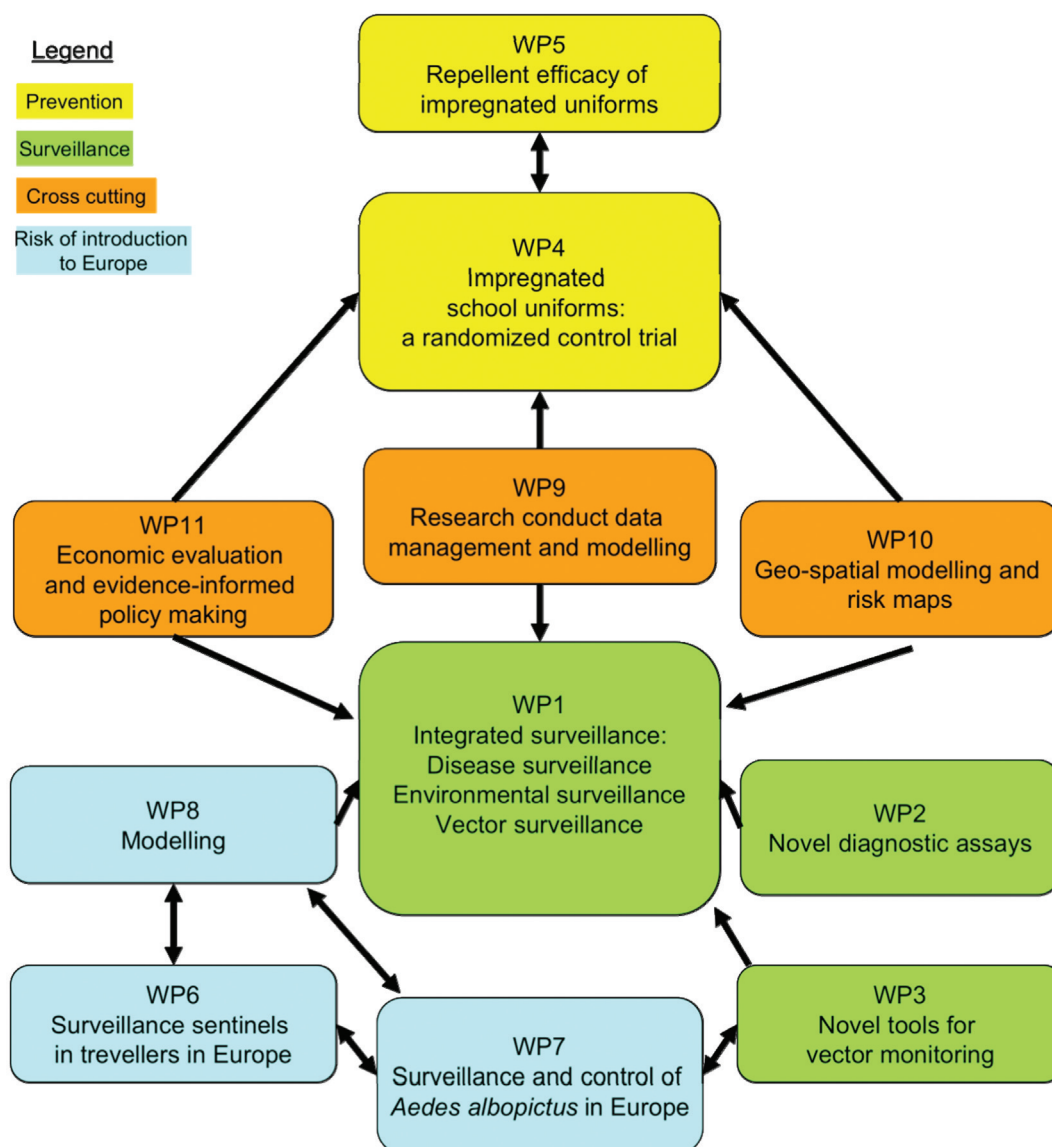 Legend
Prevention
Surveillance
Cross cutting
Risk of introduction
to Europe
WP5
Repellent efficacy of
impregnated uniforms
WP4
Impregnated
school uniforms:
a randomized control trial
WP11
Economic evaluation
and evidence-informed
policy making
WP9
Research conduct data
management and modelling
WP10
Geo-spatial modelling and
risk maps
WP1
Integrated surveillance:
Disease surveillance
Environmental surveillance
Vector surveillance
WP8
Modelling
WP2
Novel diagnostic assays
WP6
Surveillance sentinels
in trevellers in Europe
WP7
Surveillance and control of
Aedes albopictus in Europe
WP3
Novel tools for
vector monitoring